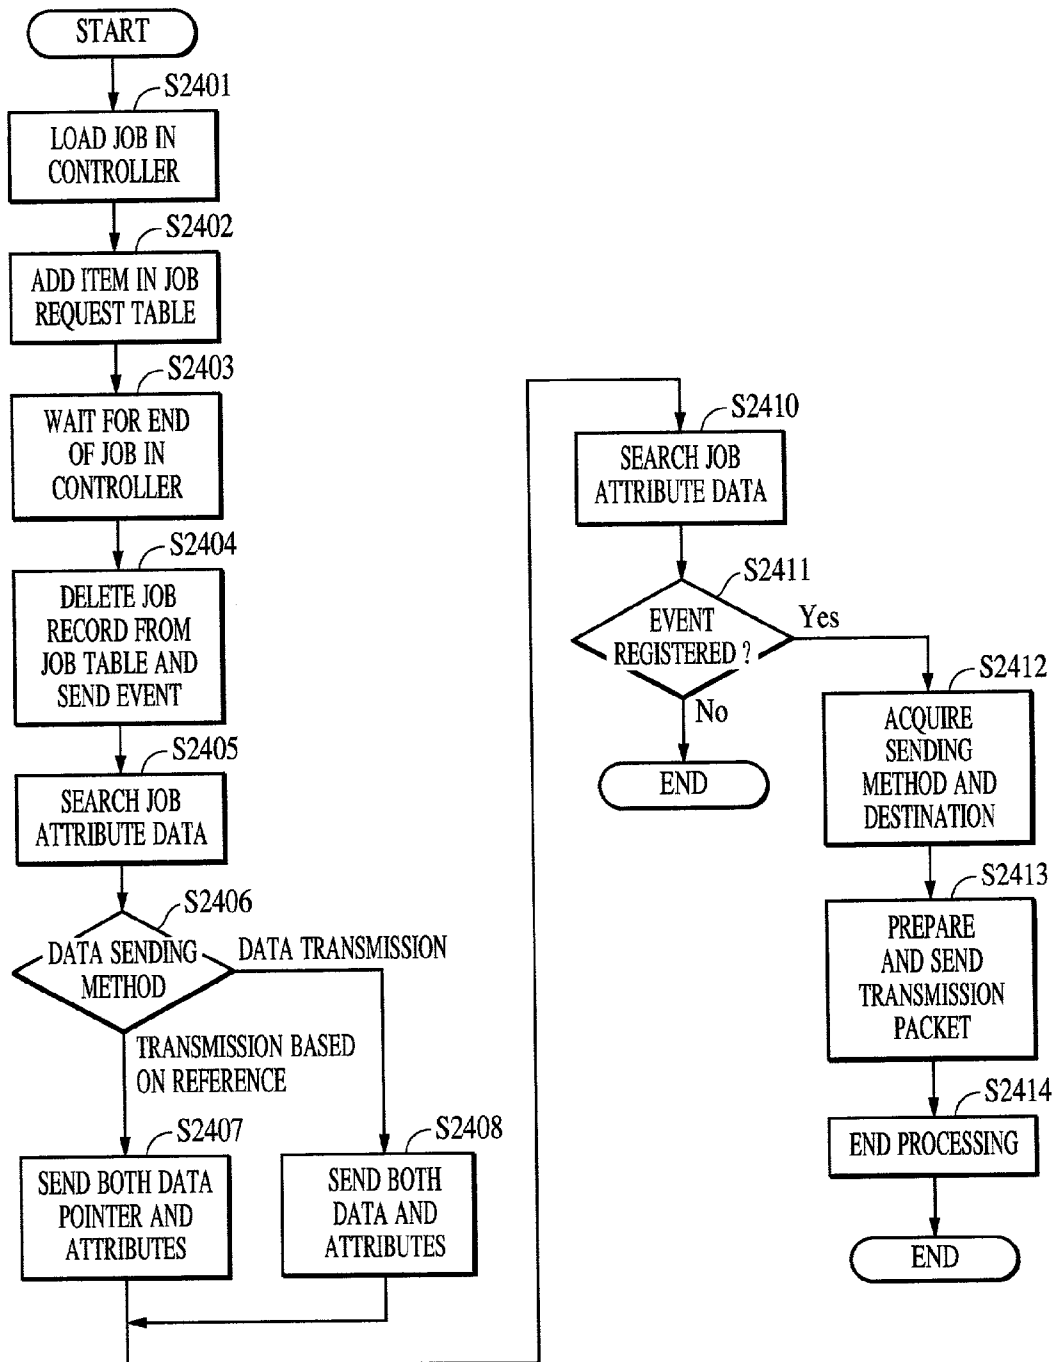 START
S2401
LOAD JOB IN
CONTROLLER
S2402
ADD ITEM IN JOB
REQUEST TABLE
S2403
WAIT FOR END
OF JOB IN
CONTROLLER
S2404
DELETE JOB
RECORD FROM
JOB TABLE AND
SEND EVENT
S2405
SEARCH JOB
ATTRIBUTE DATA
S2406
DATA SENDING
METHOD
DATA TRANSMISSION
TRANSMISSION BASED
ON REFERENCE
S2407
SEND BOTH DATA
POINTER AND
ATTRIBUTES
S2408
SEND BOTH
DATA AND
ATTRIBUTES
S2410
SEARCH JOB
ATTRIBUTE DATA
S2411
EVENT
REGISTERED ?
Yes
No
END
S2412
ACQUIRE
SENDING
METHOD AND
DESTINATION
S2413
PREPARE
AND SEND
TRANSMISSION
PACKET
S2414
END PROCESSING
END